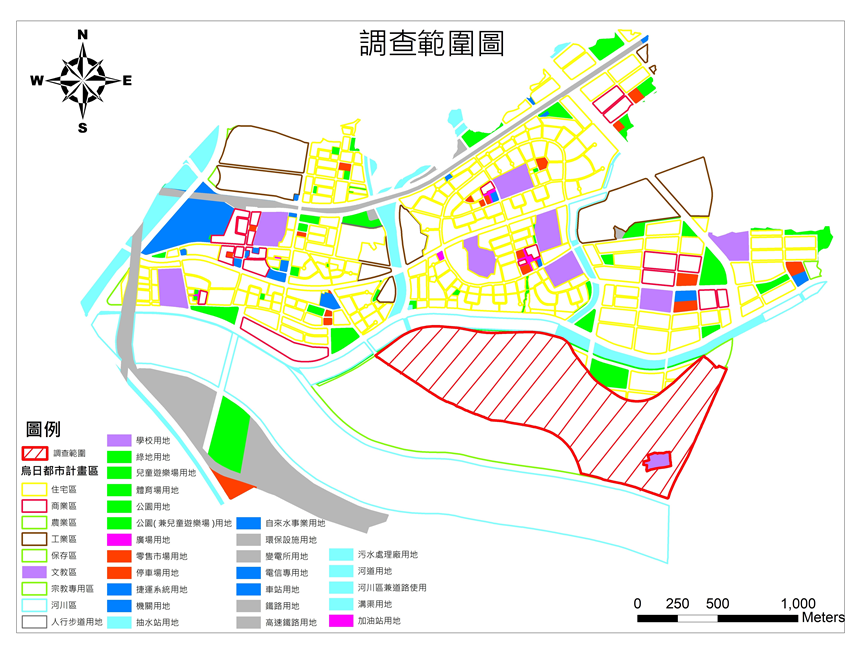 調查範圍圖
N
W E
S
圖例
調查範圍
烏日都市計畫區
住宅區
商業區
農業區
工業區
保存區
文教區
宗教專用區
河川區
人行步道用地
學校用地
綠地用地
兒童遊樂場用地
體育場用地
公園用地
公園(兼兒童遊樂場)用地
廣場用地
零售市場用地
停車場用地
捷運系統用地
機關用地
抽水站用地
自來水事業用地
環保設施用地
變電所用地
電信專用地
車站用地
鐵路用地
高速鐵路用地
污水處理廠用地
河道用地
河川區兼道路使用
溝渠用地
加油站用地
0 250 500 1,000
Meters